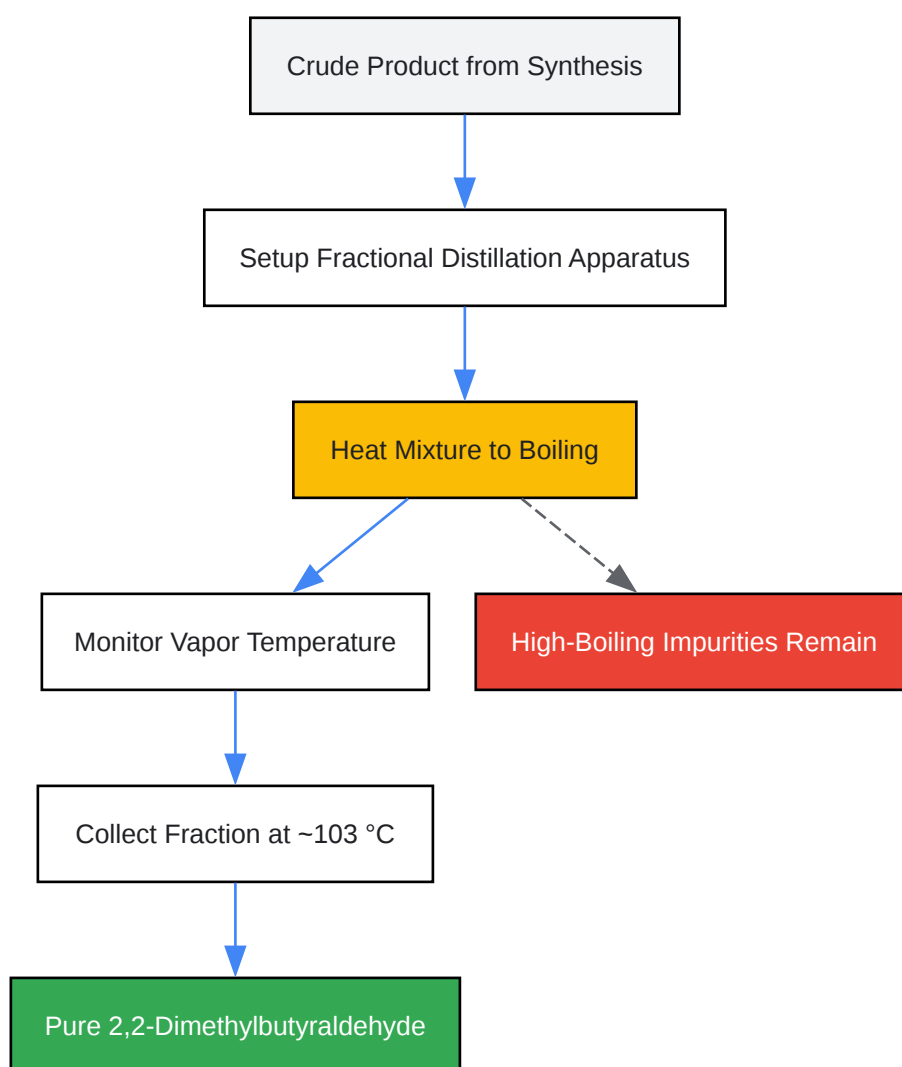 Crude Product from Synthesis
Setup Fractional Distillation Apparatus
Heat Mixture to Boiling
Monitor Vapor Temperature
High-Boiling Impurities Remain
Collect Fraction at ~103 °C
Pure 2,2-Dimethylbutyraldehyde